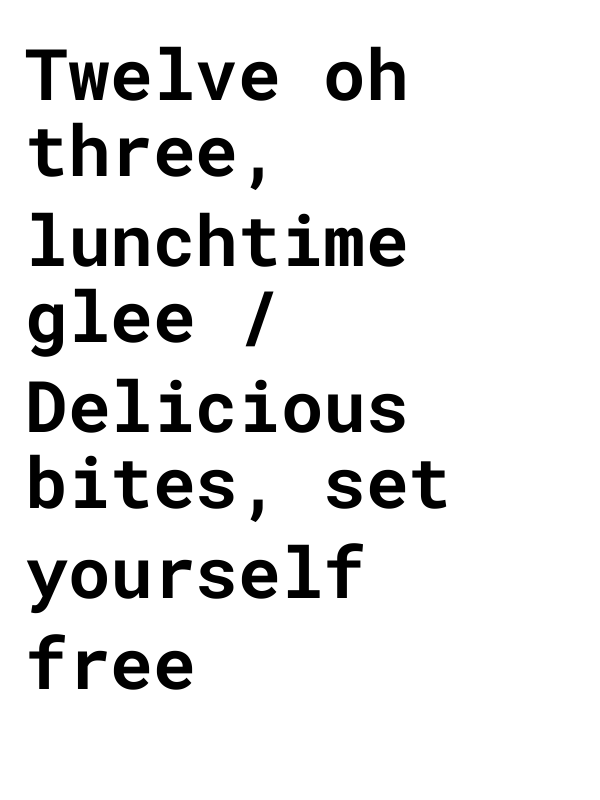 Twelve oh
three,
lunchtime
glee /
Delicious
bites, set
yourself
free